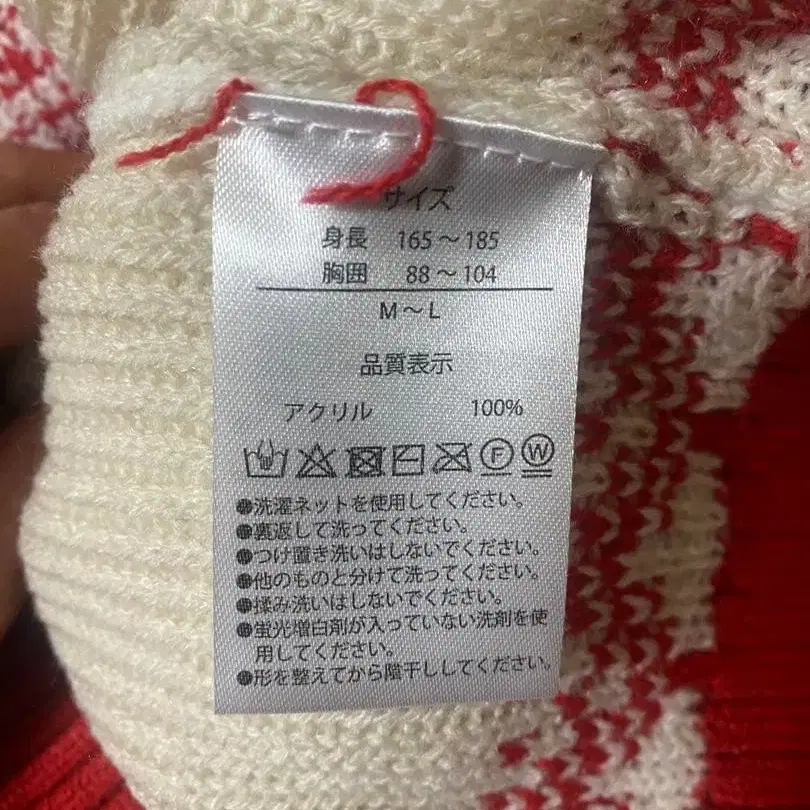 サイズ
身長 165～185
胸囲 88～104
M～L
品質表示
アクリル 100%
F W
●洗濯ネットを使用してください。
●裏返して洗ってください。
●つけ置き洗いはしないでください。
●他のものと分けて洗ってください。
●揉み洗いはしないでください。
●蛍光増白剤が入っていない洗剤を使
用してください。
●形を整えてから陰干ししてください。